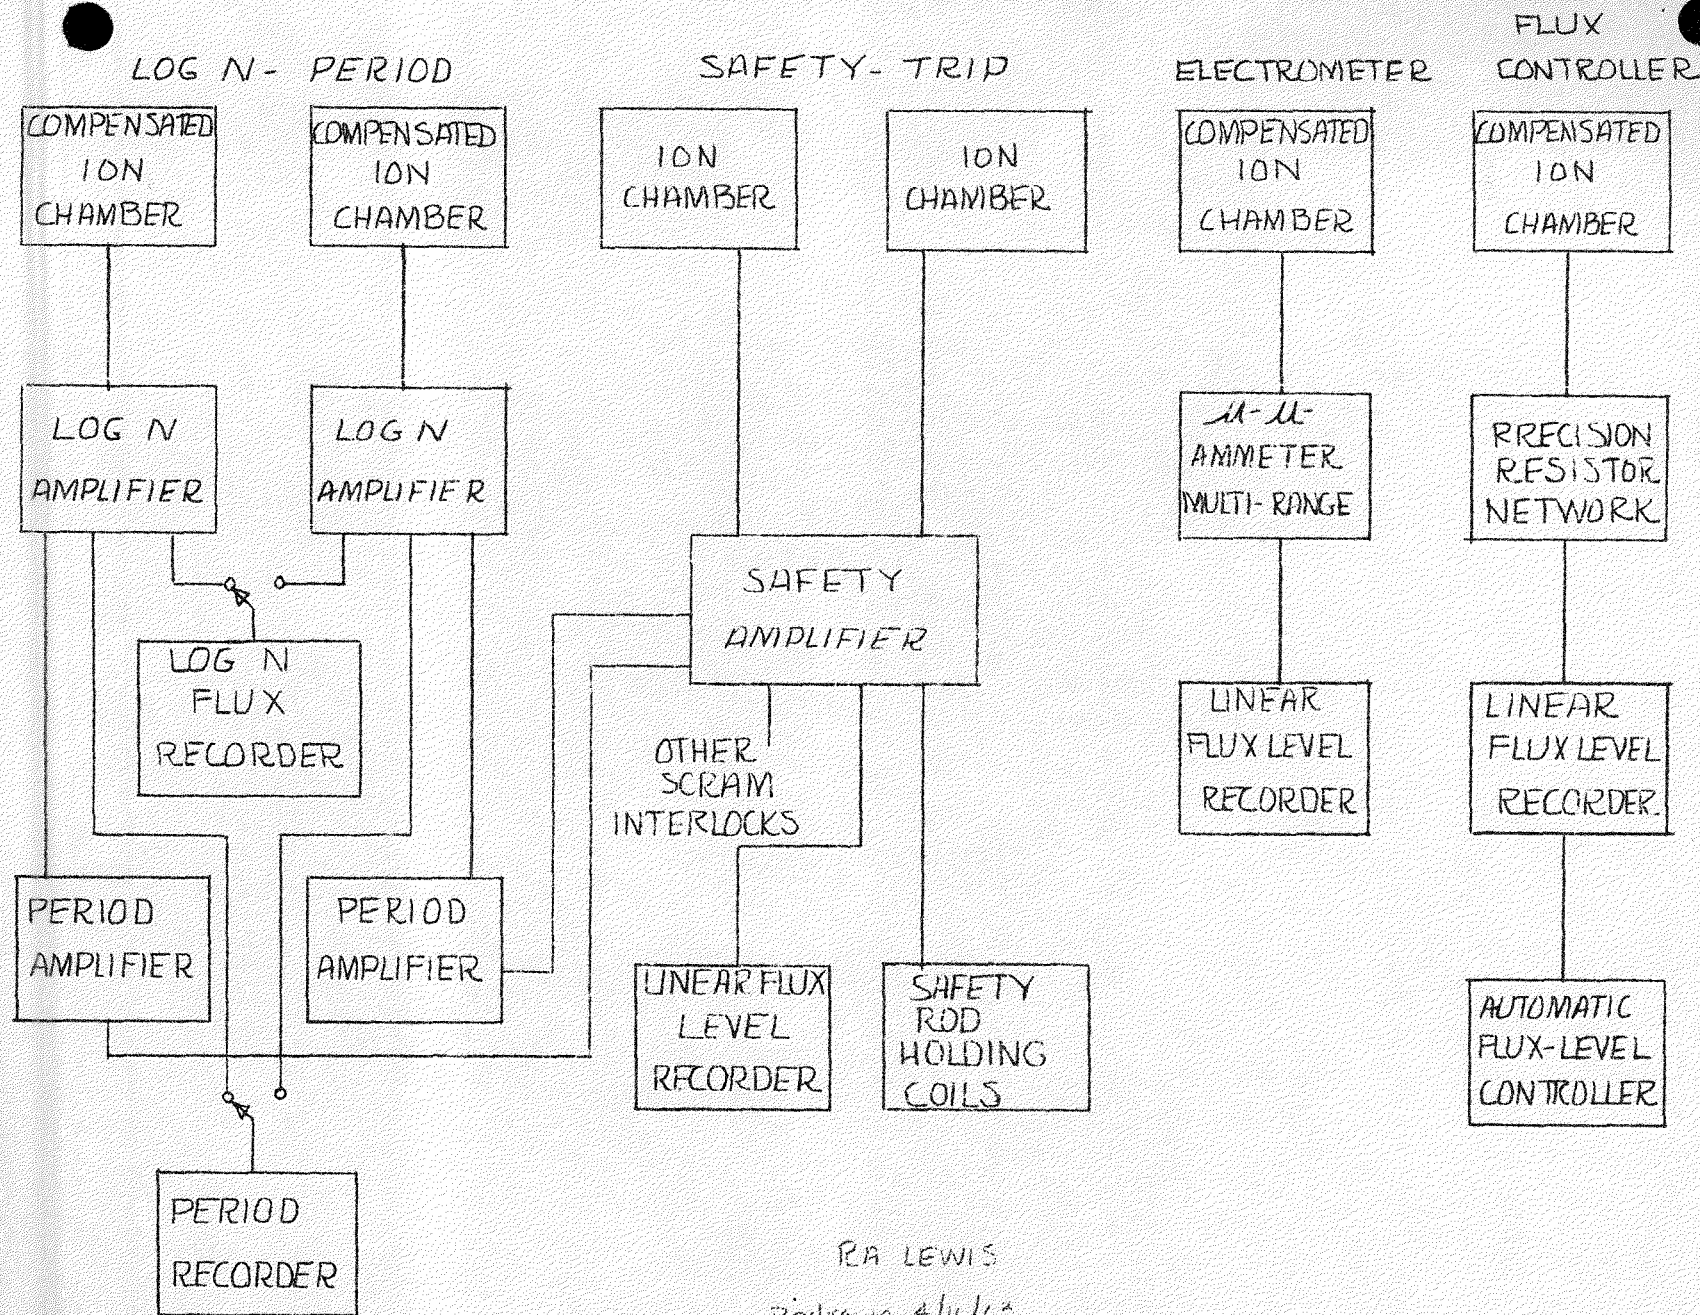 LOG N- PERIOD
COMPENSATED
ION
CHAMBER
COMPENSATED
ION
CHAMBER
LOG N
AMPLIFIER
LOG N
AMPLIFIER
LOG N
FLUX
RECORDER
PERIOD
AMPLIFIER
PERIOD
AMPLIFIER
PERIOD
RECORDER
SAFETY- TRIP
ION
CHAMBER
ION
CHAMBER
SAFETY
AMPLIFIER
OTHER
SCRAM
INTERLOCKS
LINEAR FLUX
LEVEL
RECORDER
SAFETY
ROD
HOLDING
COILS
ELECTROMETER
COMPENSATED
ION
CHAMBER
μ-μ-
AMMETER
MULTI-RANGE
LINEAR
FLUX LEVEL
RECORDER
FLUX
CONTROLLER
COMPENSATED
ION
CHAMBER
PRECISION
RESISTOR
NETWORK
LINEAR
FLUX LEVEL
RECORDER
AUTOMATIC
FLUX-LEVEL
CONTROLLER
RA LEWIS